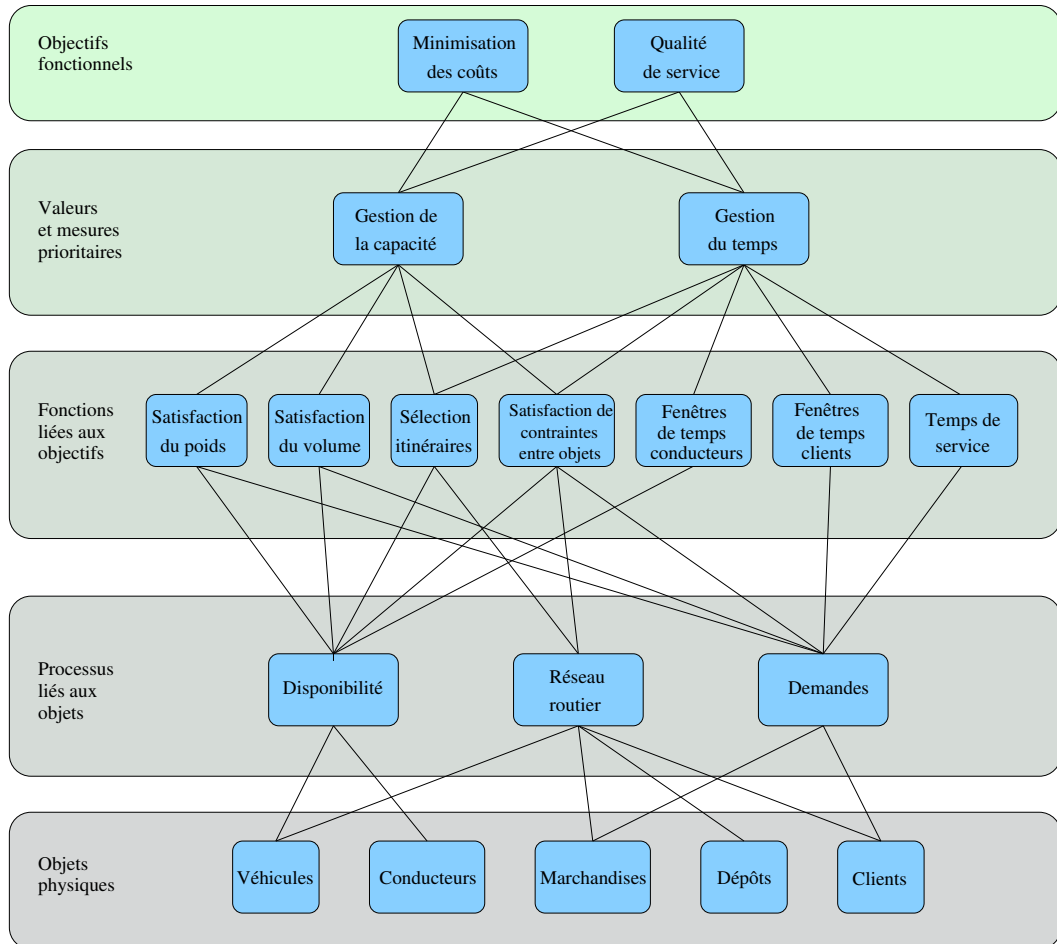 Objectifs
fonctionnels
Minimisation
des coûts
Qualité
de service
Valeurs
et mesures
prioritaires
Gestion de
la capacité
Gestion
du temps
Fonctions
liées aux
objectifs
Satisfaction
du poids
Satisfaction
du volume
Sélection
itinéraires
Satisfaction de
contraintes
entre objets
Fenêtres
de temps
conducteurs
Fenêtres
de temps
clients
Temps de
service
Processus
liés aux
objets
Disponibilité
Réseau
routier
Demandes
Objets
physiques
Véhicules
Conducteurs
Marchandises
Dépôts
Clients